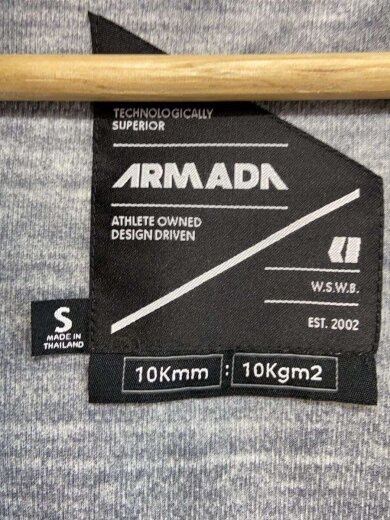 TECHNOLOGICALLY
SUPERIOR
ARMADA
ATHLETE OWNED
DESIGN DRIVEN
W.S.W.B.
EST. 2002
S
MADE IN
THAILAND
10Kmm : 10Kgm2